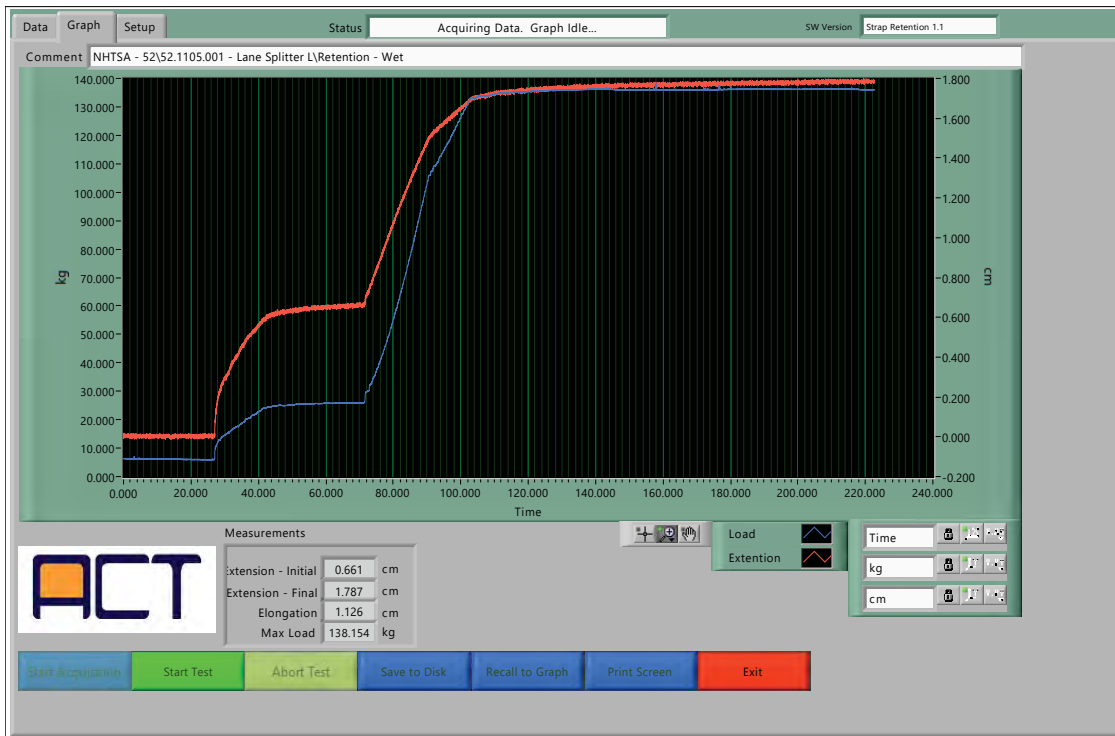 Data Graph Setup Status Acquiring Data. Graph Idle... SW Version Strap Retention 1.1
Comment NHTSA - 52\52.1105.001 - Lane Splitter L\Retention - Wet
140.000 1.800
130.000
120.000 1.600
110.000 1.400
100.000
90.000 1.200
80.000 1.000
kg 70.000 0.800 cm
60.000
50.000 0.600
40.000 0.400
30.000
20.000 0.200
10.000 0.000
0.000 -0.200
0.000 20.000 40.000 60.000 80.000 100.000 120.000 140.000 160.000 180.000 200.000 220.000 240.000
Time
Measurements
Extension - Initial 0.661 cm
Extension - Final 1.787 cm
Elongation 1.126 cm
Max Load 138.154 kg
Load
Extention
Time
kg
cm
ACT
Start Acquisition Start Test Abort Test Save to Disk Recall to Graph Print Screen Exit